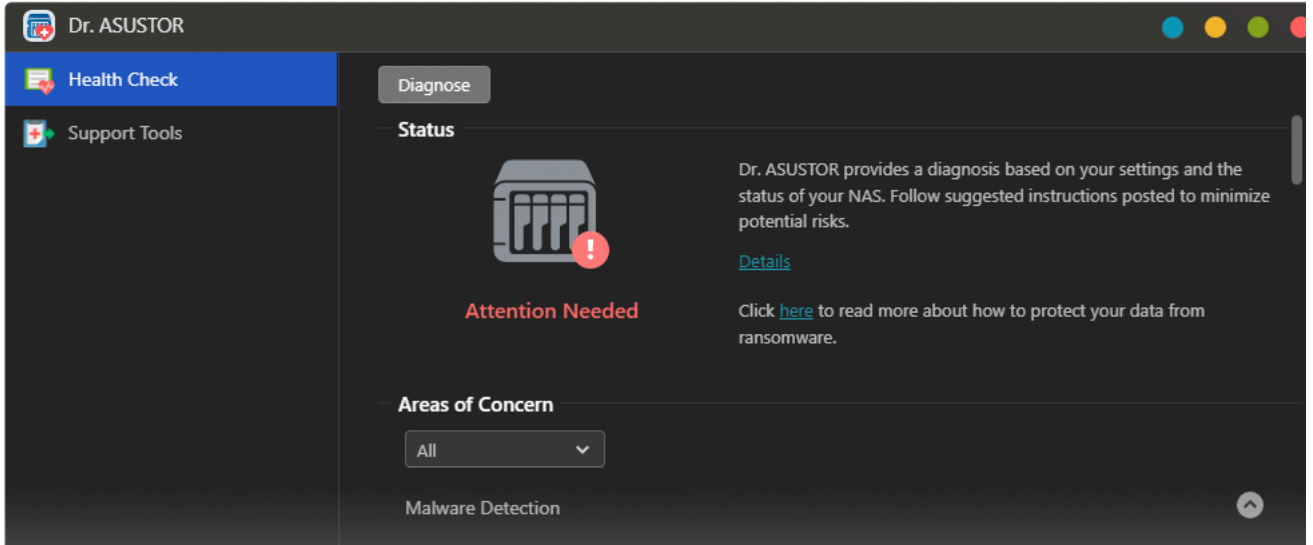 Dr. ASUSTOR
Health Check
Support Tools
Diagnose
Status
Attention Needed
Dr. ASUSTOR provides a diagnosis based on your settings and the
status of your NAS. Follow suggested instructions posted to minimize
potential risks.
Details
Click here to read more about how to protect your data from
ransomware.
Areas of Concern
All
Malware Detection